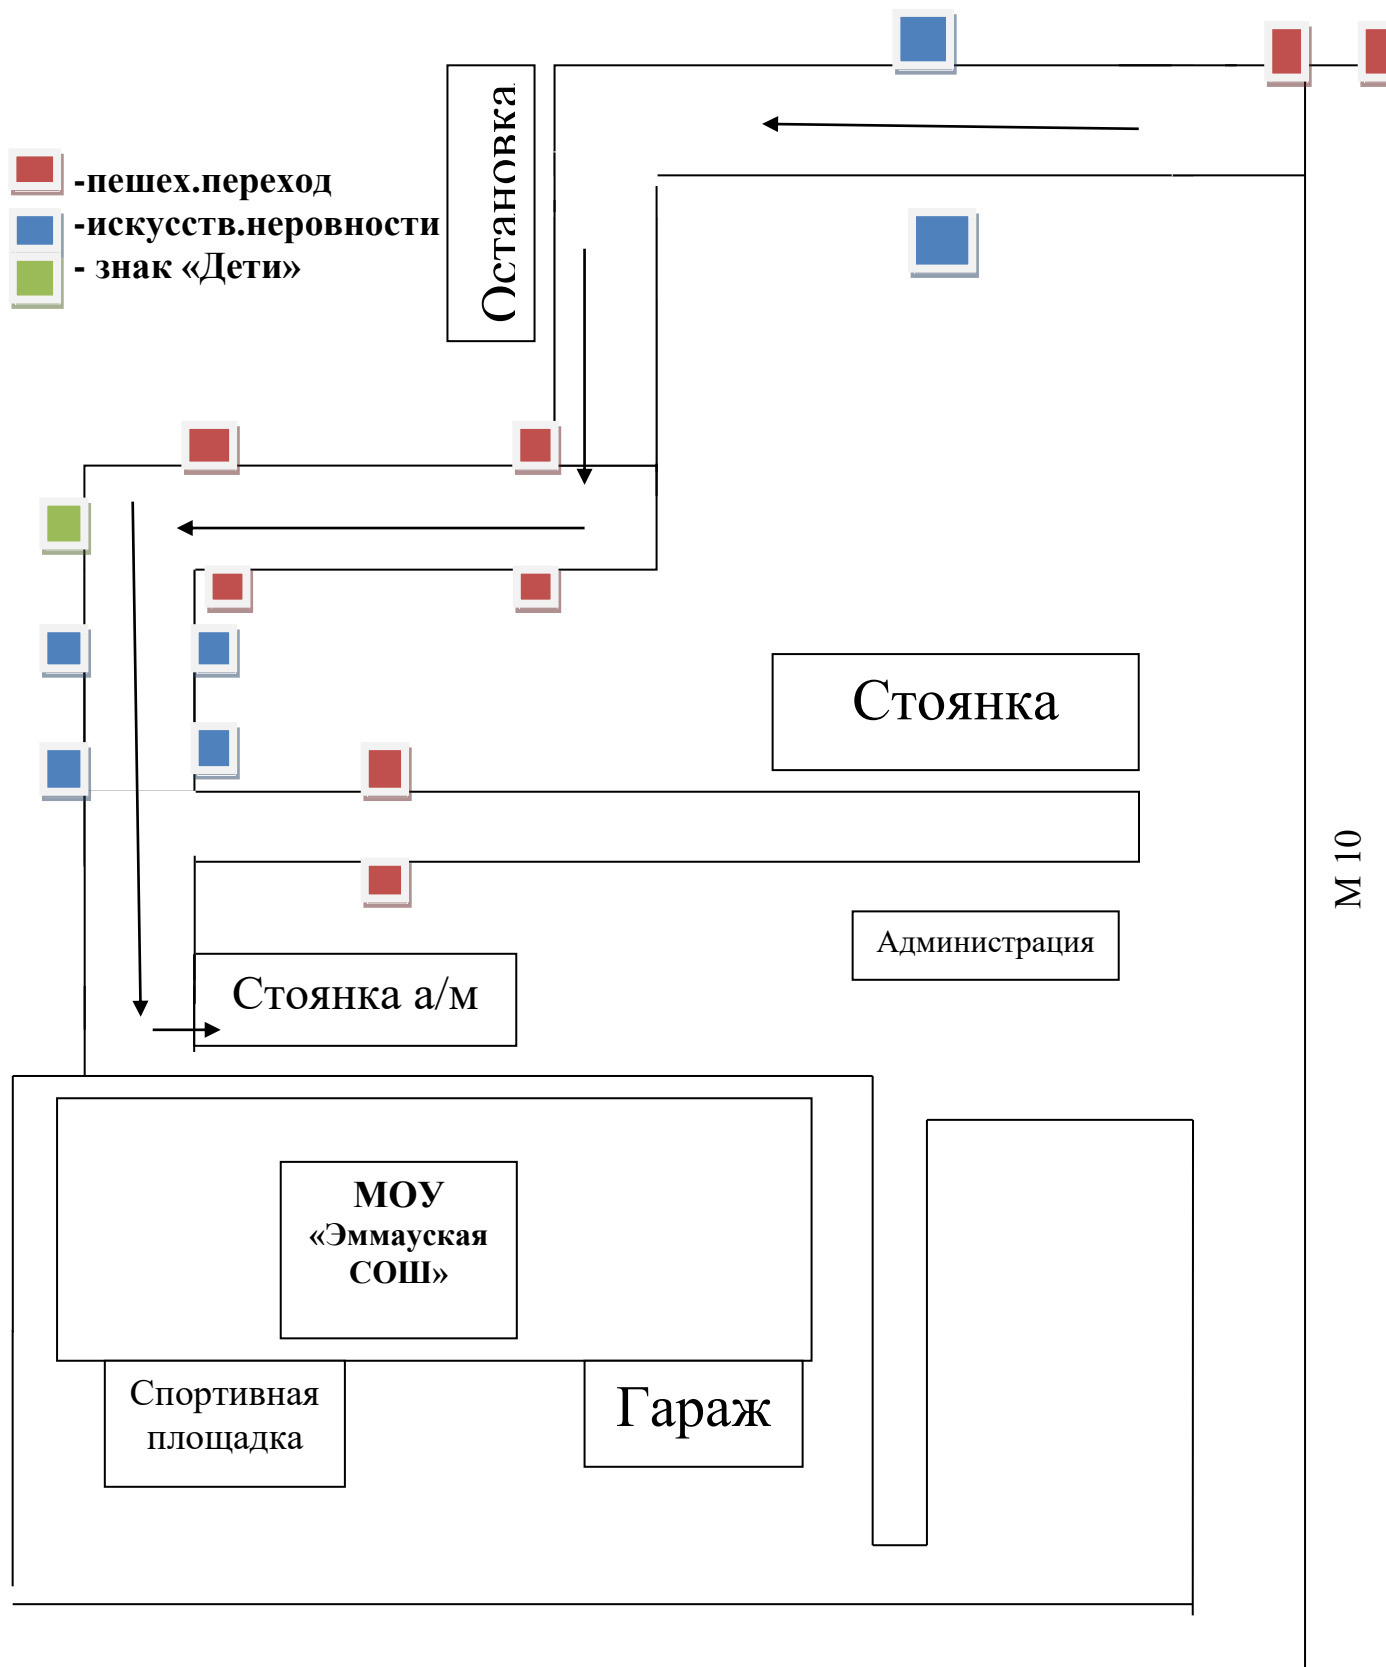 Остановка
-пешех.переход
-искусств.неровности
- знак «Дети»
Стоянка
М 10
Администрация
Стоянка а/м
МОУ
«Эммауская
СОШ»
Спортивная
площадка
Гараж